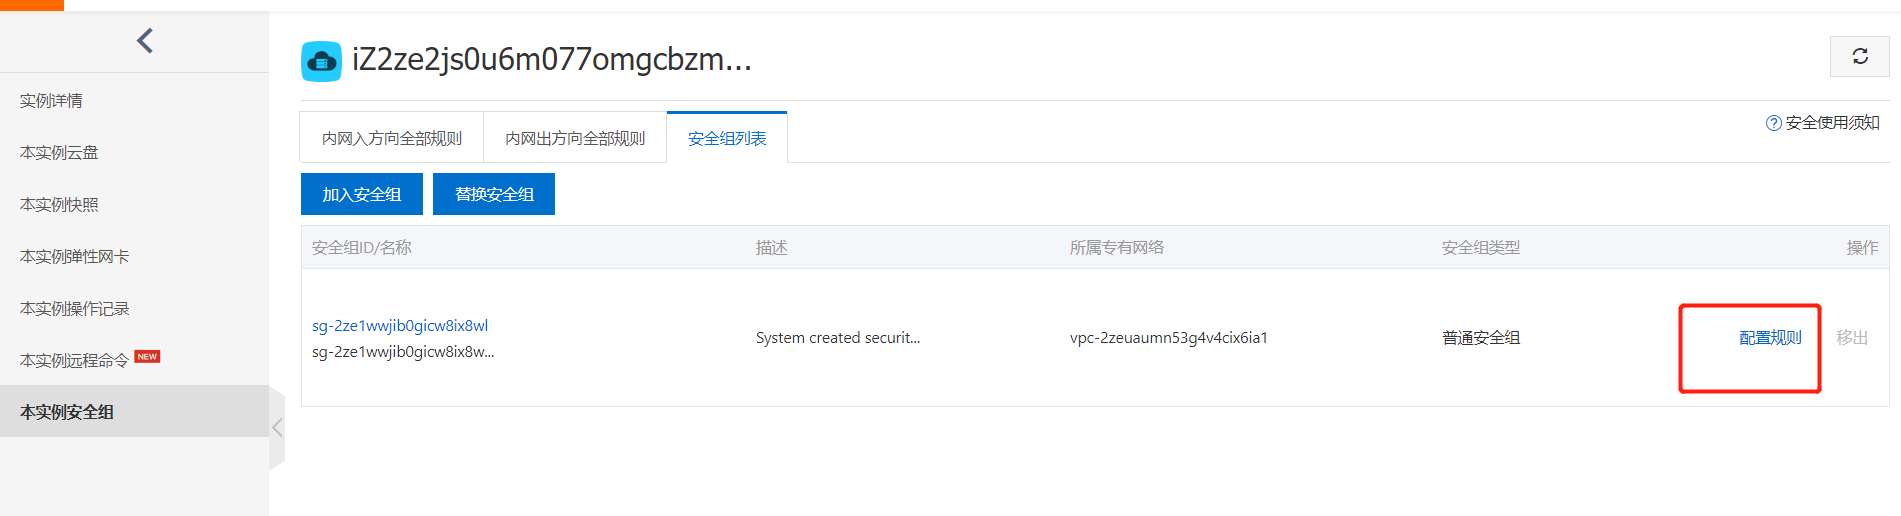 iZ2ze2js0u6m077omgcbzm...
实例详情
本实例云盘
本实例快照
本实例弹性网卡
本实例操作记录
本实例远程命令 NEW
本实例安全组
内网入方向全部规则 内网出方向全部规则 安全组列表
安全使用须知
加入安全组 替换安全组
安全组ID/名称 描述 所属专有网络 安全组类型 操作
sg-2ze1wwjib0gicw8ix8wl
sg-2ze1wwjib0gicw8ix8w...
System created securit... vpc-2zeuaumn53g4v4cix6ia1 普通安全组 配置规则 移出